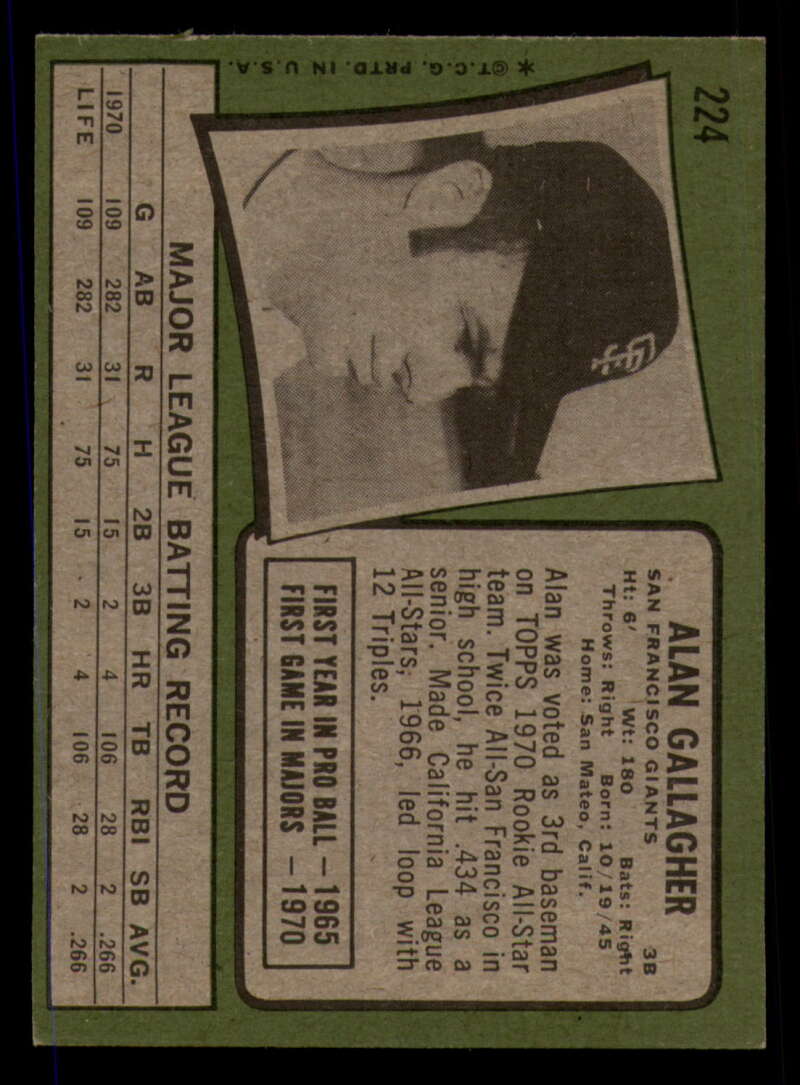 224
ALAN GALLAGHER
SAN FRANCISCO GIANTS 3B
Ht: 6' Wt: 180 Bats: Right
Throws: Right Born: 10/19/45
Home: San Mateo, Calif.
Alan was voted as 3rd baseman
on TOPPS 1970 Rookie All-Star
team. Twice All-San Francisco in
high school, he hit .434 as a
senior. Made California League
All-Stars, 1966, led loop with
12 Triples.
FIRST YEAR IN PRO BALL — 1965
FIRST GAME IN MAJORS — 1970
SF
MAJOR LEAGUE BATTING RECORD
G AB R H 2B 3B HR TB RBI SB AVG.
1970 109 282 31 75 15 2 4 106 28 2 .266
LIFE 109 282 31 75 15 2 4 106 28 2 .266
* ©T.C.G. PRTD. IN U.S.A.